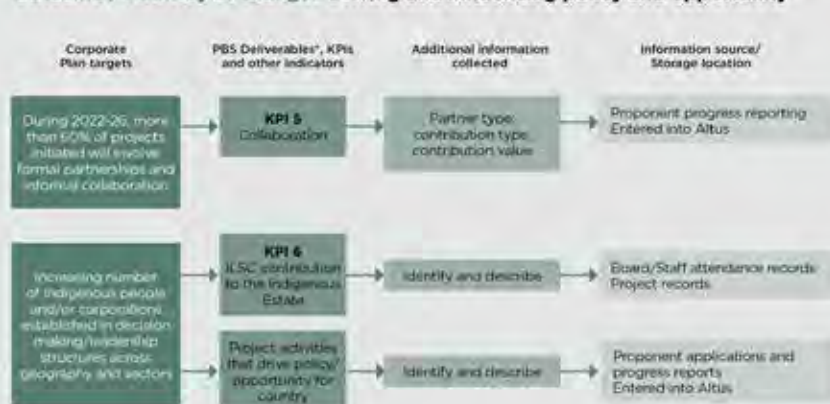 Corporate
Plan targets
PBS Deliverables*, KPIs
and other indicators
Additional information
collected
Information source/
Storage location
During 2022-26, more
than 60% of projects
initiated will involve
formal partnerships and
informal collaboration
KPI 5
Collaboration
Partner type
contribution type
contribution value
Proponent progress reporting
Entered into Altus
Increasing number
of Indigenous people
and/or corporations
established in decision
making/leadership
structures across
geography and sectors
KPI 6
ILSC contribution
to the Indigenous
Estate
Identify and describe
Board/Staff attendance records
Project records
Project activities
that drive policy/
opportunity for
country
Identify and describe
Proponent applications and
progress reports
Entered into Altus